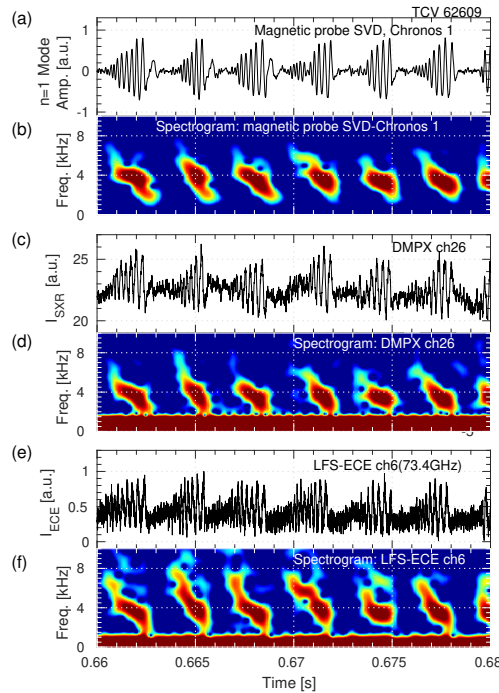 TCV 62609
(a)
Magnetic probe SVD, Chronos 1
n=1 Mode
Amp. [a.u.]
1
0
-1
(b)
Spectrogram: magnetic probe SVD-Chronos 1
Freq. [kHz]
8
4
0
(c)
DMPX ch26
I_SXR [a.u.]
25
20
(d)
Spectrogram: DMPX ch26
Freq. [kHz]
8
4
0
(e)
LFS-ECE ch6(73.4GHz)
I_ECE [a.u.]
1
0.5
0
(f)
Spectrogram: LFS-ECE ch6
Freq. [kHz]
8
4
0
0.66 0.665 0.67 0.675 0.68
Time [s]